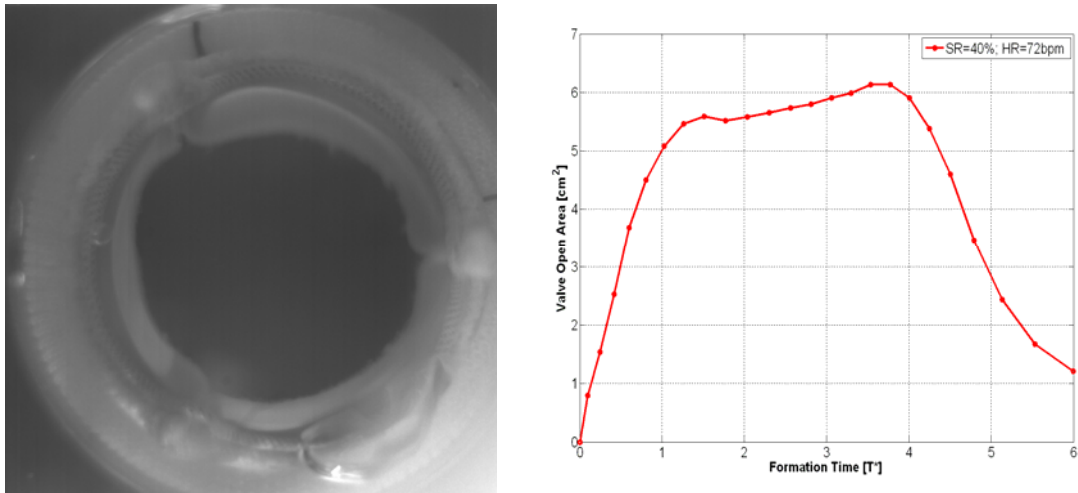 SR=40%; HR=72bpm
Valve Open Area [cm²]
7
6
5
4
3
2
1
0
0 1 2 3 4 5 6
Formation Time [T*]